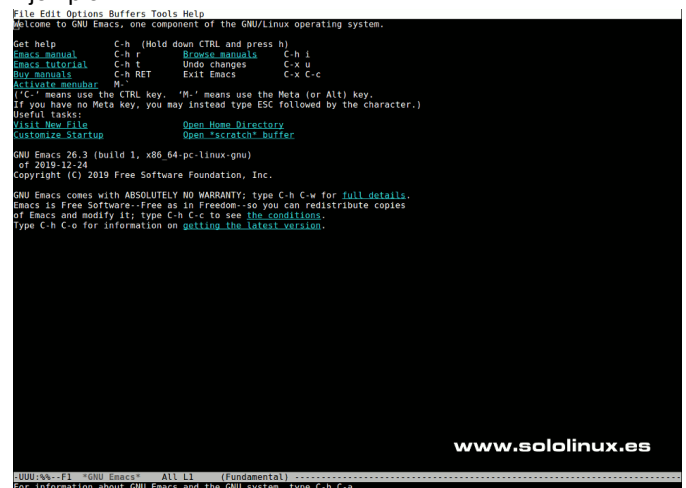 File Edit Options Buffers Tools Help
Welcome to GNU Emacs, one component of the GNU/Linux operating system.
Get help C-h (Hold down CTRL and press h)
Emacs manual C-h r Browse manuals C-h i
Emacs tutorial C-h t Undo changes C-x u
Buy manuals C-h RET Exit Emacs C-x C-c
Activate menubar M-`
(‘C-’ means use the CTRL key. ‘M-’ means use the Meta (or Alt) key.
If you have no Meta key, you may instead type ESC followed by the character.)
Useful tasks:
Visit New File Open Home Directory
Customize Startup Open *scratch* buffer
GNU Emacs 26.3 (build 1, x86_64-pc-linux-gnu)
of 2019-12-24
Copyright (C) 2019 Free Software Foundation, Inc.
GNU Emacs comes with ABSOLUTELY NO WARRANTY; type C-h C-w for full details.
Emacs is Free Software--Free as in Freedom--so you can redistribute copies
of Emacs and modify it; type C-h C-c to see the conditions.
Type C-h C-o for information on getting the latest version.
www.sololinux.es
-UUU:%%--F1 *GNU Emacs* All L1 (Fundamental) ----------
For information about GNU Emacs and the GNU system, type C-h C-a.